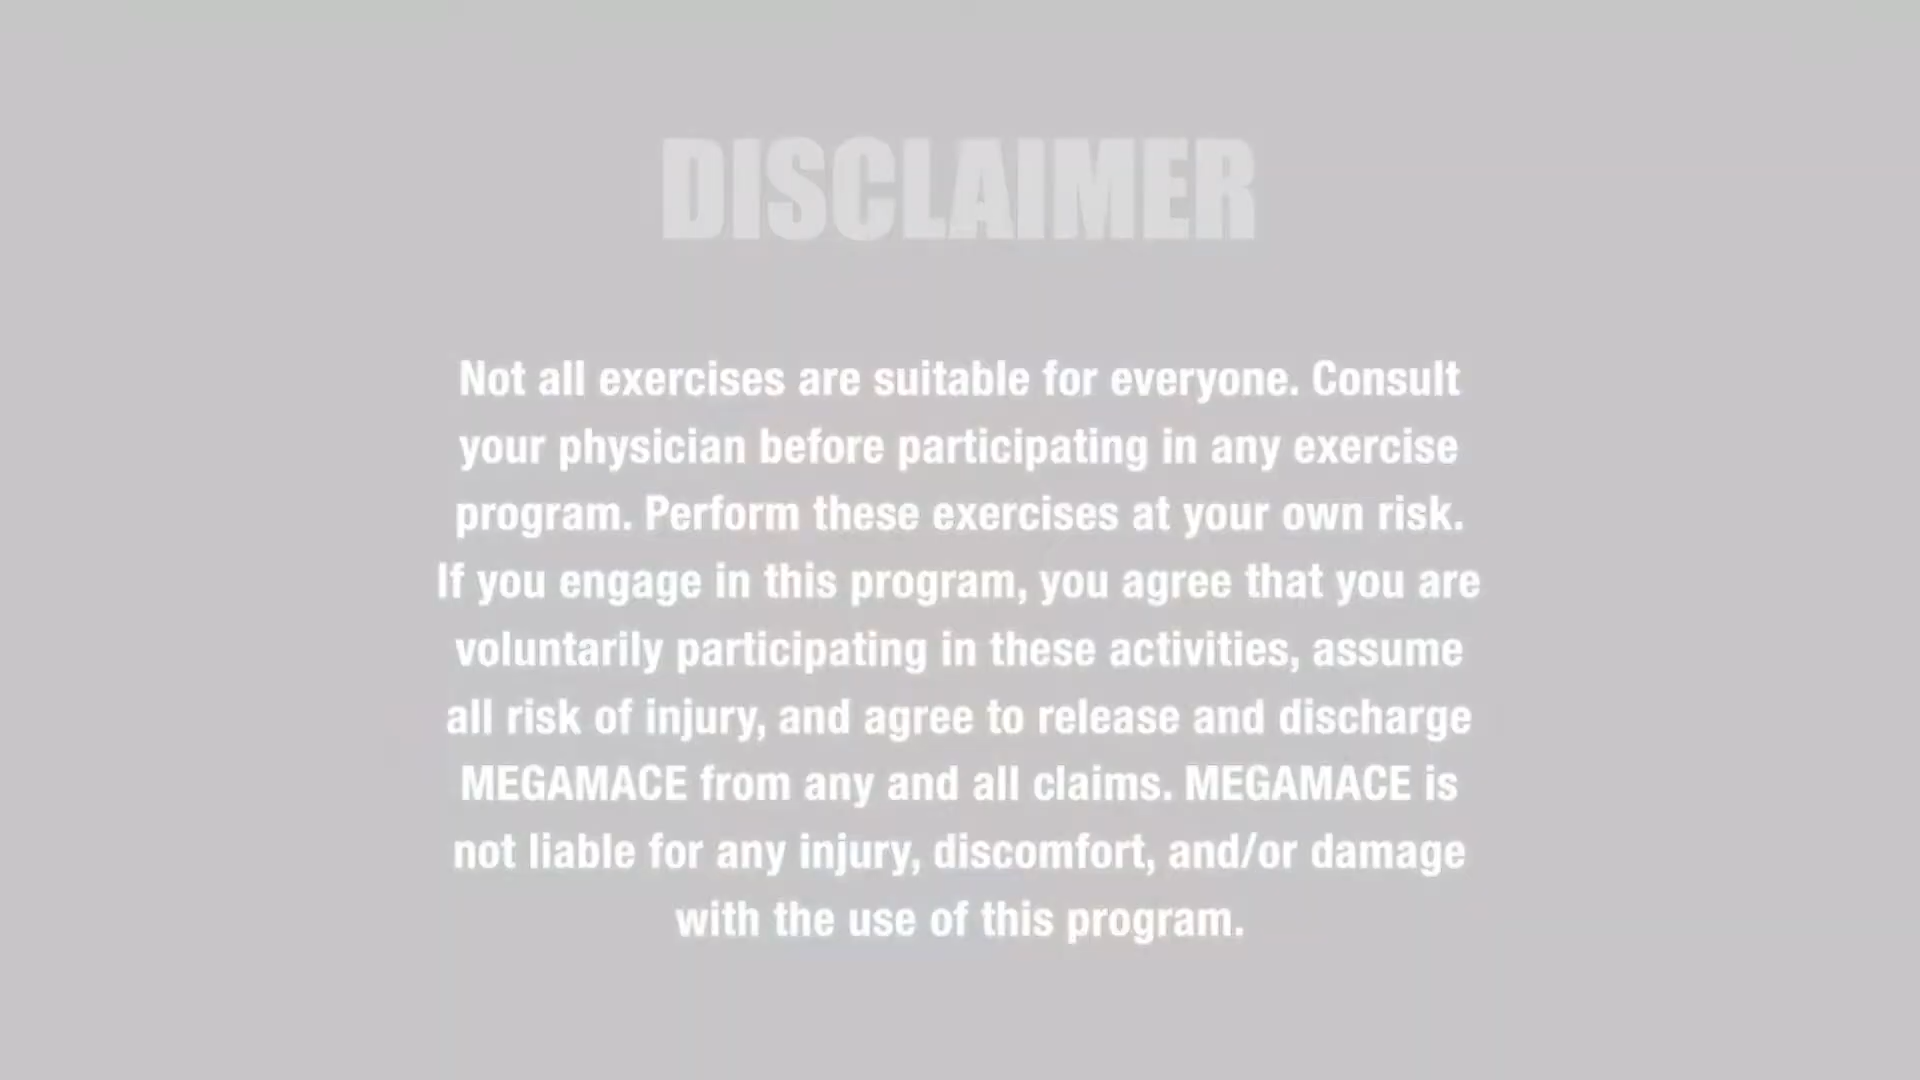 DISCLAIMER
Not all exercises are suitable for everyone. Consult
your physician before participating in any exercise
program. Perform these exercises at your own risk.
If you engage in this program, you agree that you are
voluntarily participating in these activities, assume
all risk of injury, and agree to release and discharge
MEGAMACE from any and all claims. MEGAMACE is
not liable for any injury, discomfort, and/or damage
with the use of this program.